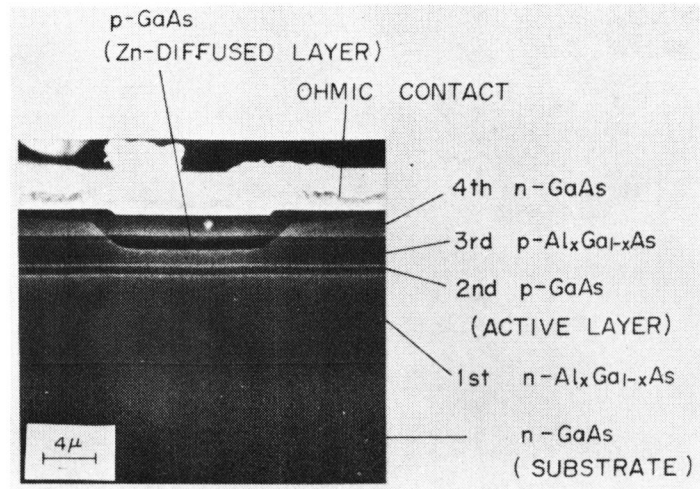 p-GaAs
(Zn-DIFFUSED LAYER)
OHMIC CONTACT
4th n-GaAs
3rd p-AlxGa1-xAs
2nd p-GaAs
(ACTIVE LAYER)
1st n-AlxGa1-xAs
n-GaAs
(SUBSTRATE)
4μ